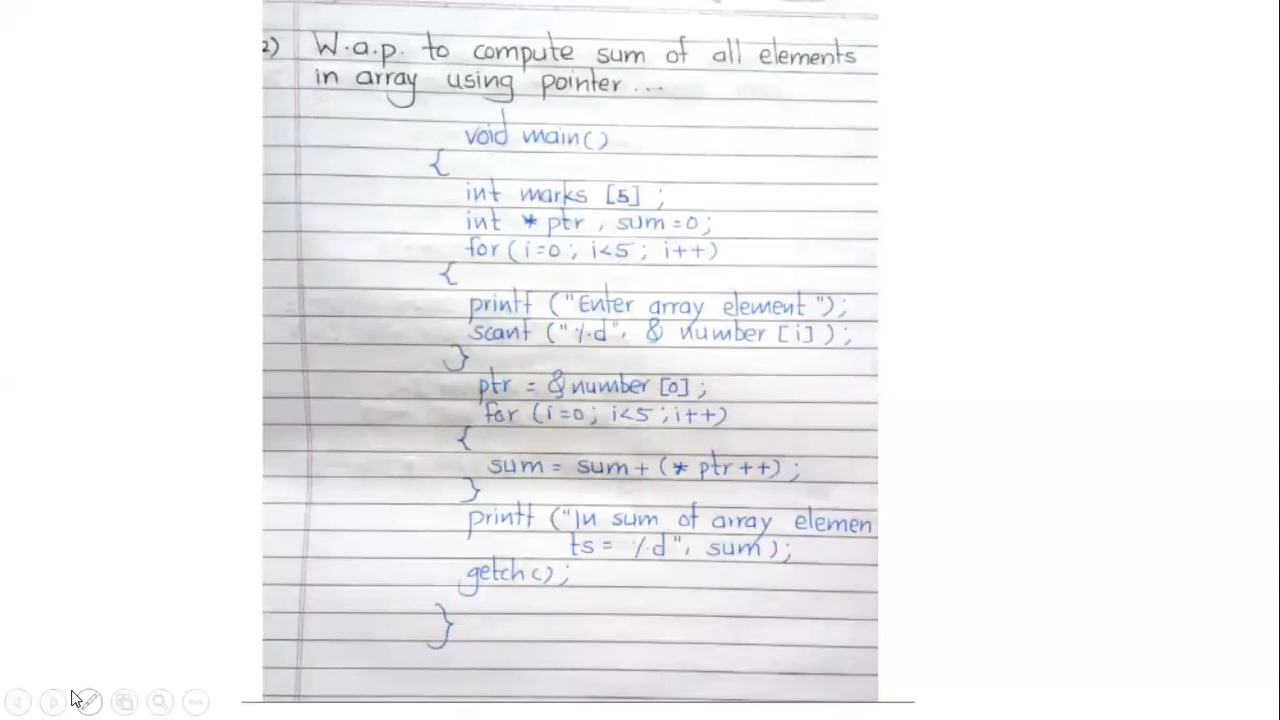 2) W.a.p. to compute sum of all elements
in array using pointer ...
void main()
{
int marks [5] ;
int * ptr , sum = 0;
for (i=0 ; i<5 ; i++)
{
printf ("Enter array element ");
scanf ("%d", & number [i] );
}
ptr = & number [0] ;
for (i=0; i<5 ; i++)
{
sum = sum + (* ptr ++) ;
}
printf ("\n sum of array elemen
ts = %d", sum );
getch();
}